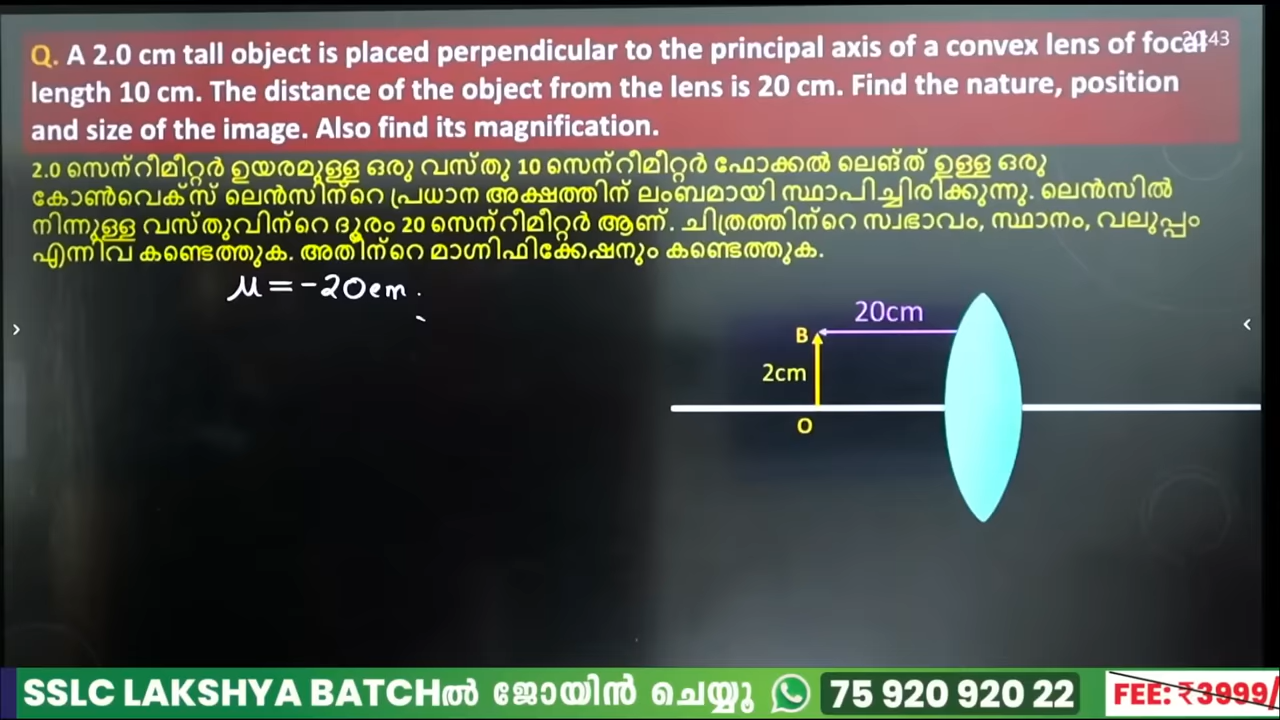 Q. A 2.0 cm tall object is placed perpendicular to the principal axis of a convex lens of focal
length 10 cm. The distance of the object from the lens is 20 cm. Find the nature, position
and size of the image. Also find its magnification.
2.0 സെന്റീമീറ്റർ ഉയരമുള്ള ഒരു വസ്തു 10 സെന്റീമീറ്റർ ഫോക്കൽ ലെങ്ത് ഉള്ള ഒരു
കോൺവെക്സ് ലെൻസിന്റെ പ്രധാന അക്ഷത്തിന് ലംബമായി സ്ഥാപിച്ചിരിക്കുന്നു. ലെൻസിൽ
നിന്നുള്ള വസ്തുവിന്റെ ദൂരം 20 സെന്റീമീറ്റർ ആണ്. ചിത്രത്തിന്റെ സ്വഭാവം, സ്ഥാനം, വലുപ്പം
എന്നിവ കണ്ടെത്തുക. അതിന്റെ മാഗ്നിഫിക്കേഷനും കണ്ടെത്തുക.
u = -20cm.
20cm
B
2cm
O
SSLC LAKSHYA BATCHൽ ജോയിൻ ചെയ്യൂ 75 920 920 22 FEE: ₹3999/